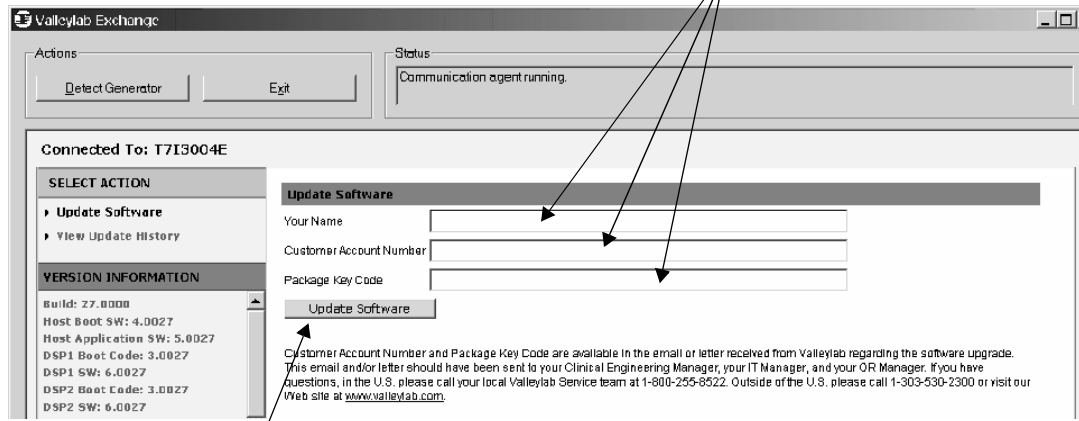 Valleylab Exchange
Actions
Detect Generator
Exit
Status
Communication agent running.
Connected To: T7I3004E
SELECT ACTION
Update Software
View Update History
VERSION INFORMATION
Build: 27.0000
Host Boot SW: 4.0027
Host Application SW: 5.0027
DSP1 Boot Code: 3.0027
DSP1 SW: 6.0027
DSP2 Boot Code: 3.0027
DSP2 SW: 6.0027
Update Software
Your Name
Customer Account Number
Package Key Code
Update Software
Customer Account Number and Package Key Code are available in the email or letter received from Valleylab regarding the software upgrade.
This email and/or letter should have been sent to your Clinical Engineering Manager, your IT Manager, and your OR Manager. If you have
questions, in the U.S. please call your local Valleylab Service team at 1-800-255-8522. Outside of the U.S. please call 1-303-530-2300 or visit our
Web site at www.valleylab.com.